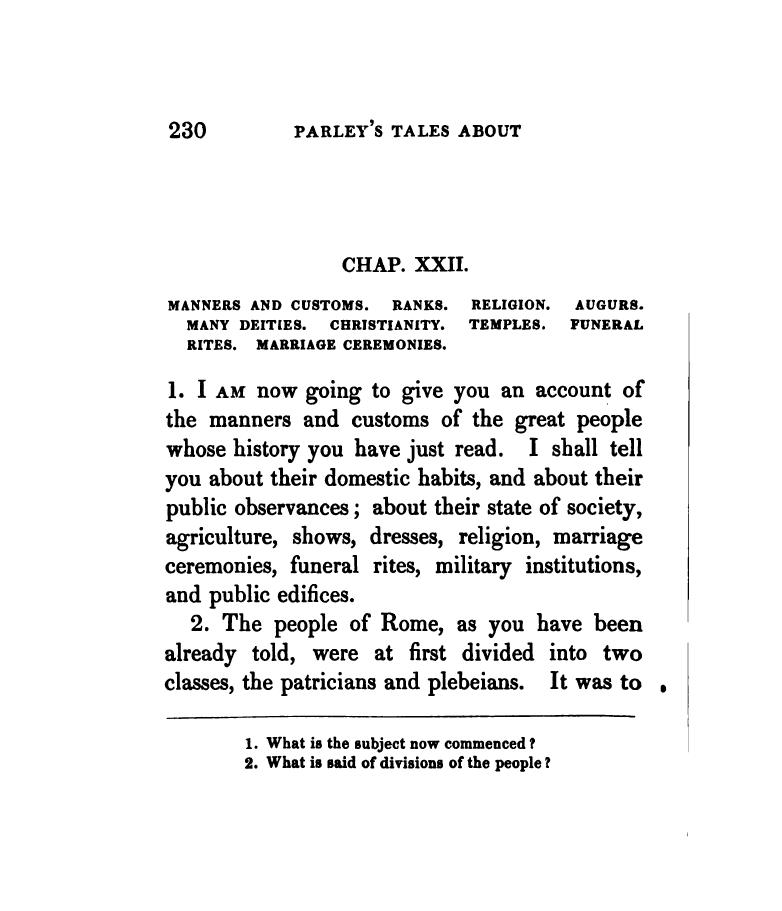 230 PARLEY'S TALES ABOUT
CHAP. XXII.
MANNERS AND CUSTOMS. RANKS. RELIGION. AUGURS.
MANY DEITIES. CHRISTIANITY. TEMPLES. FUNERAL
RITES. MARRIAGE CEREMONIES.
1. I AM now going to give you an account of
the manners and customs of the great people
whose history you have just read. I shall tell
you about their domestic habits, and about their
public observances; about their state of society,
agriculture, shows, dresses, religion, marriage
ceremonies, funeral rites, military institutions,
and public edifices.
2. The people of Rome, as you have been
already told, were at first divided into two
classes, the patricians and plebeians. It was to
1. What is the subject now commenced?
2. What is said of divisions of the people?